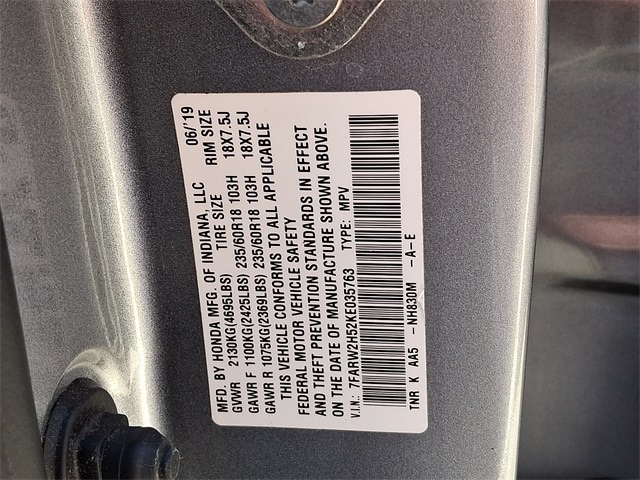 MFD. BY HONDA MFG. OF INDIANA, LLC 06/'19
TIRE SIZE RIM SIZE
GVWR 2130KG(4695LBS)
GAWR F 1100KG(2425LBS) 235/60R18 103H 18X7.5J
GAWR R 1075KG(2369LBS) 235/60R18 103H 18X7.5J
THIS VEHICLE CONFORMS TO ALL APPLICABLE
FEDERAL MOTOR VEHICLE SAFETY
AND THEFT PREVENTION STANDARDS IN EFFECT
ON THE DATE OF MANUFACTURE SHOWN ABOVE.
V.I.N.: 7FARW2H52KE035763 TYPE: MPV
TNR K AA5 -NH830M -A-E